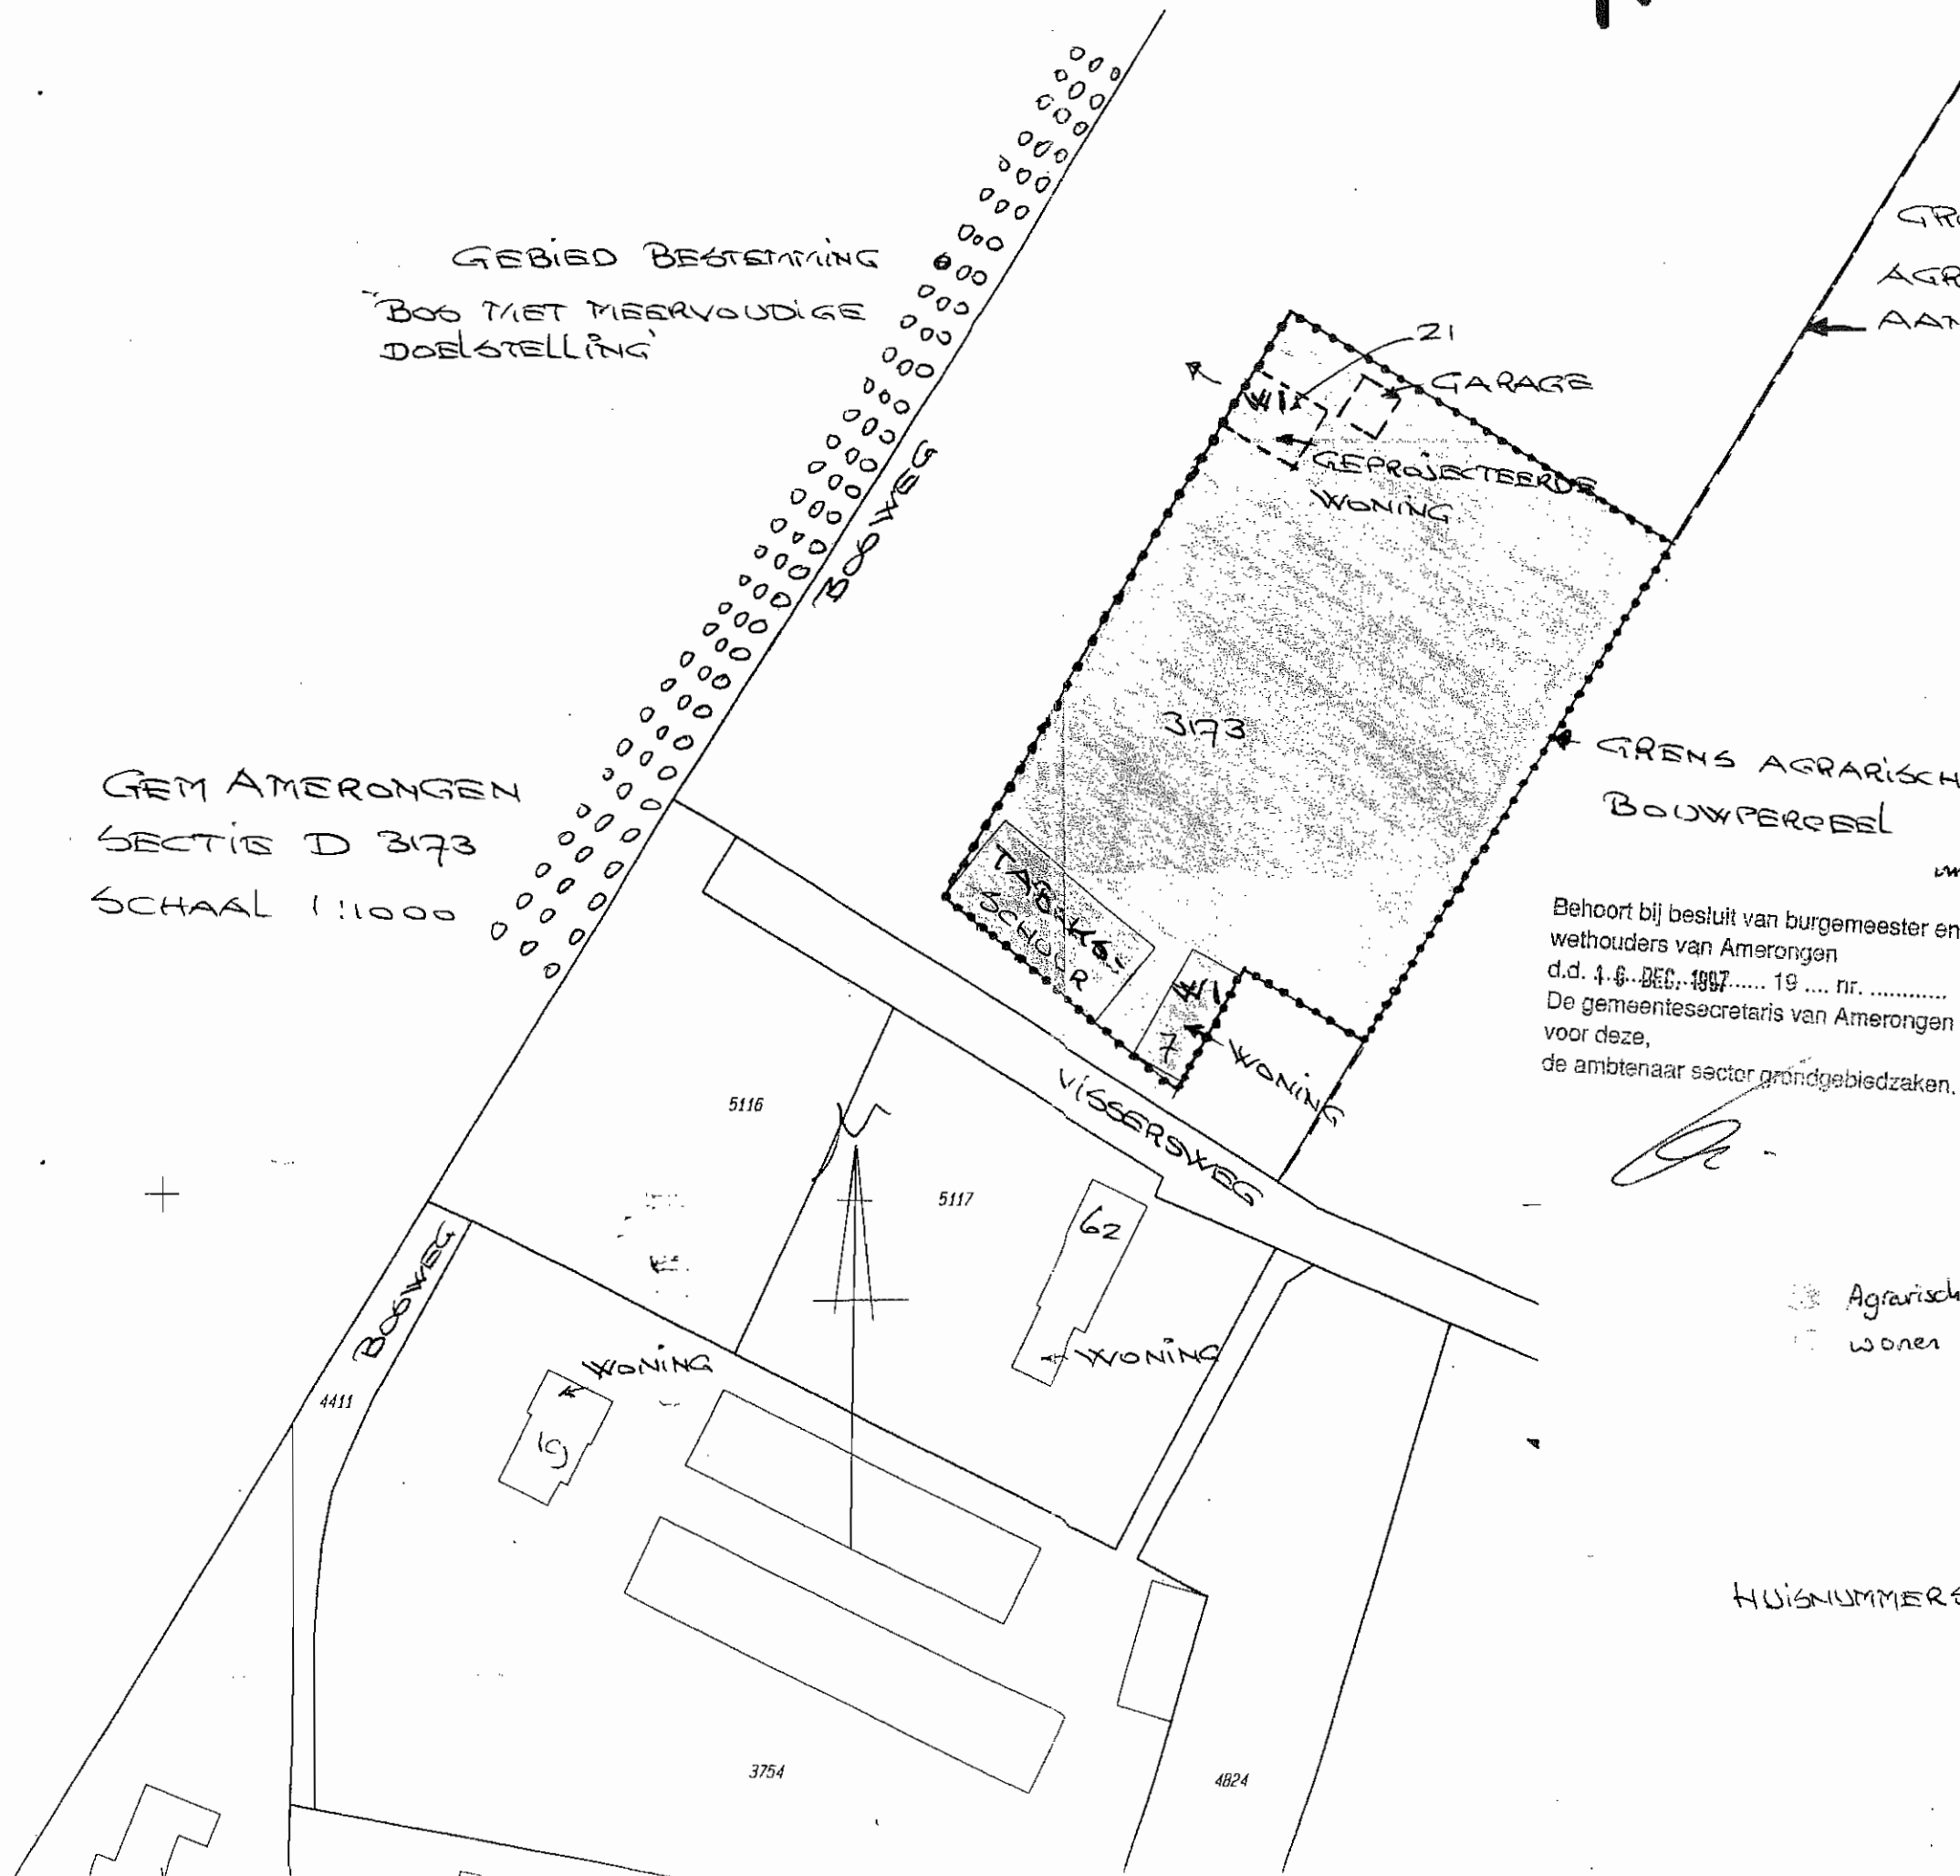 GEBIED BESTEMMING
"BOS MET MEERVOUDIGE
DOELSTELLING"
BOSWEG
GEM AMERONGEN
SECTIE D 3173
SCHAAL 1:1000
21
GARAGE
GEPROJECTEERDE
WONING
3173
GRENS AGRARISCH
BOUWPERCEEL
TABAKS-
SCHUUR
W1
7
WONING
VISSERSWEG
Behoort bij besluit van burgemeester en
wethouders van Amerongen
d.d. 16 DEC. 1997 ...... 19 .... nr. ............
De gemeentesecretaris van Amerongen
voor deze,
de ambtenaar sector grondgebiedzaken.
5116
5117
62
WONING
BOSWEG
4411
WONING
19
Agrarisch
wonen
HUISNUMMERS
3754
4824